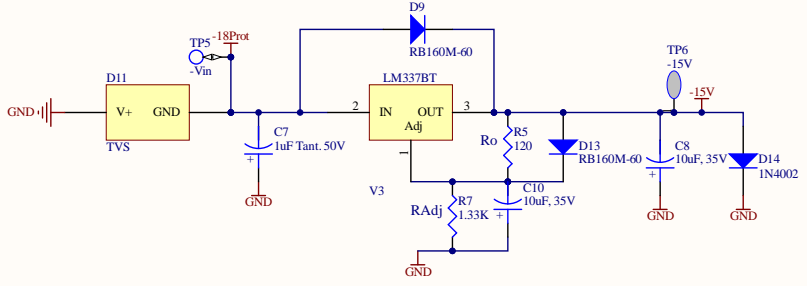 D9
RB160M-60
TP5
-18Prot
-Vin
TP6
-15V
-15V
D11
V+ GND
TVS
GND
LM337BT
2 IN OUT 3
Adj
1
C7
1uF Tant. 50V
+
GND
Ro
R5
120
D13
RB160M-60
C8
10uF, 35V
+
GND
D14
1N4002
GND
V3
RAdj
R7
1.33K
C10
10uF, 35V
+
GND